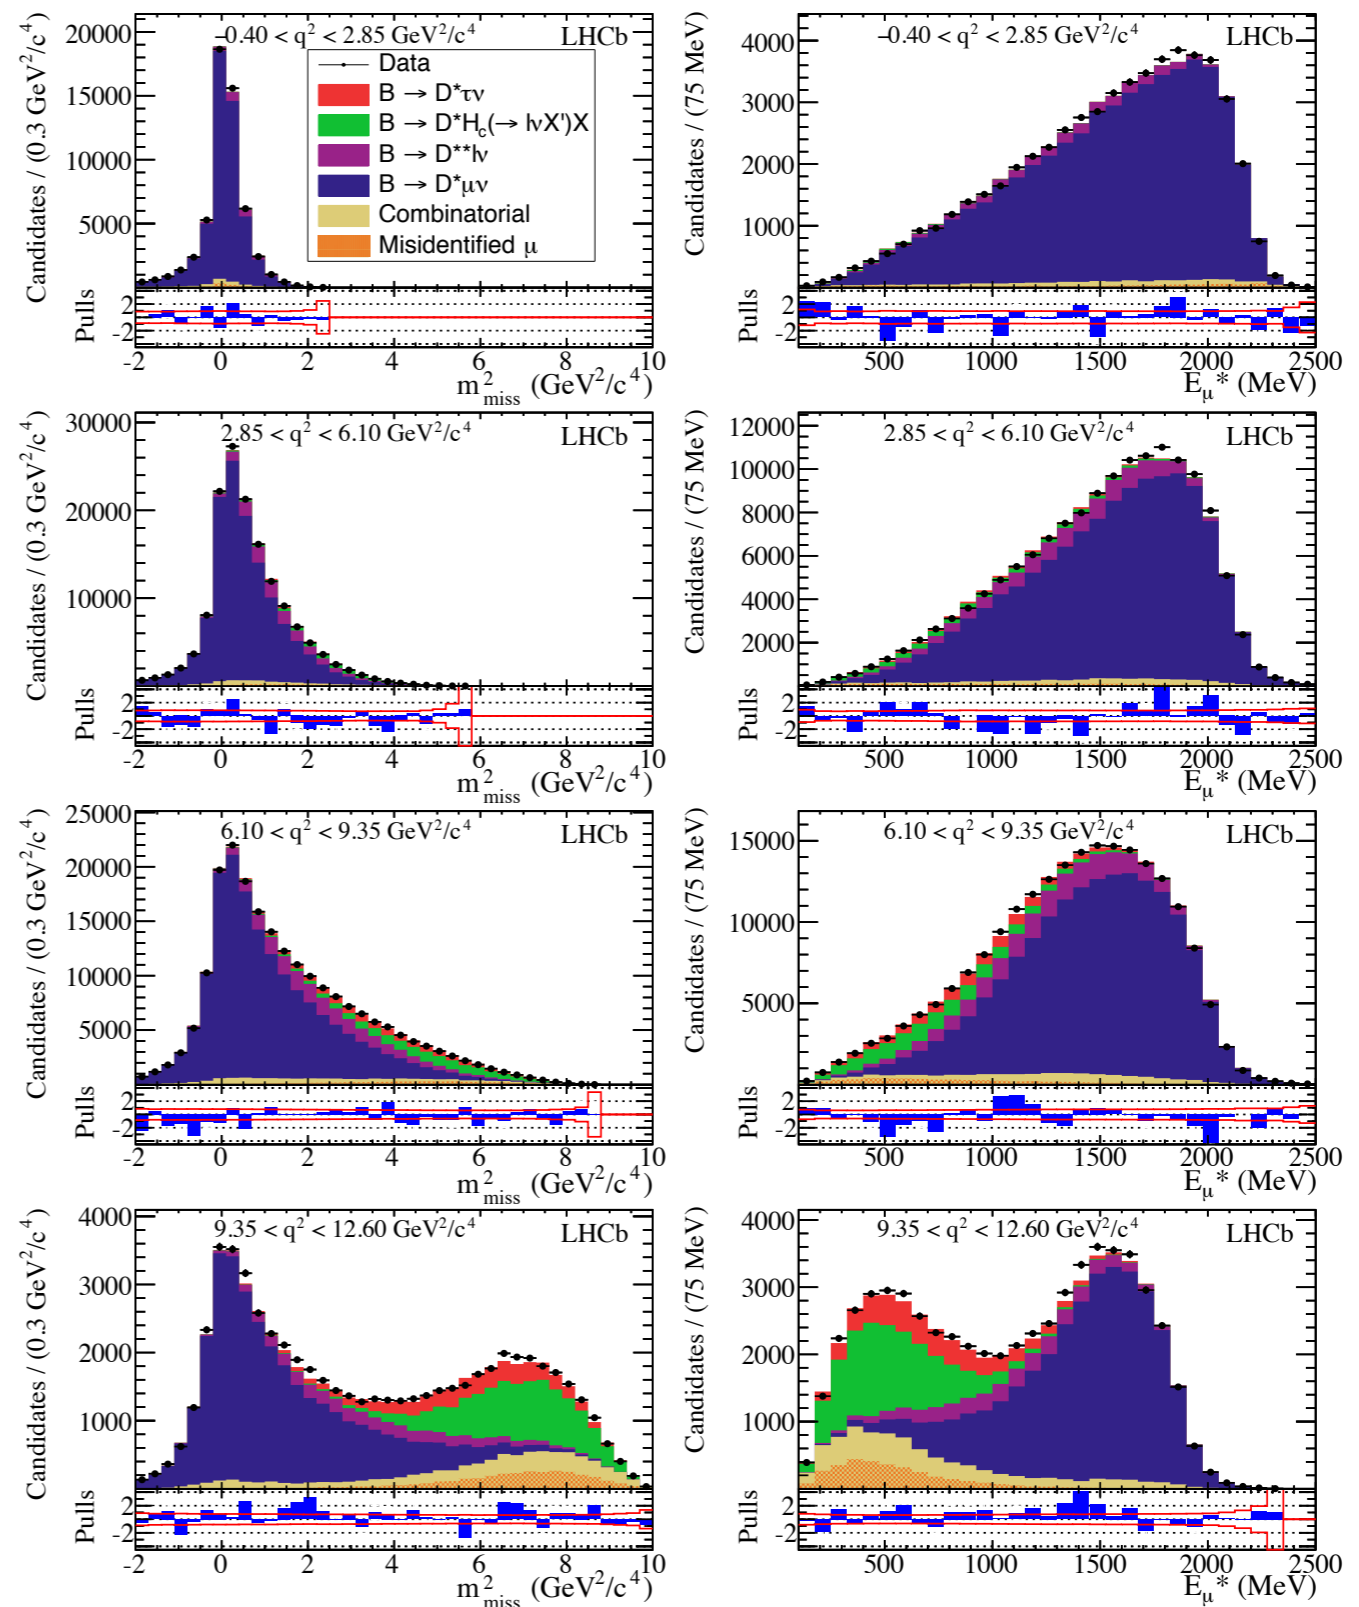 −0.40 < q² < 2.85 GeV²/c⁴
LHCb
Candidates / (0.3 GeV²/c⁴)
20000
15000
10000
5000
Data
B → D*τν
B → D*H_c(→ lνX')X
B → D**lν
B → D*μν
Combinatorial
Misidentified μ
Pulls
2
-2
-2 0 2 4 6 8 10
m²_miss (GeV²/c⁴)
−0.40 < q² < 2.85 GeV²/c⁴
LHCb
Candidates / (75 MeV)
4000
3000
2000
1000
Pulls
2
-2
500 1000 1500 2000 2500
E_μ* (MeV)
2.85 < q² < 6.10 GeV²/c⁴
LHCb
Candidates / (0.3 GeV²/c⁴)
30000
20000
10000
Pulls
2
-2
-2 0 2 4 6 8 10
m²_miss (GeV²/c⁴)
2.85 < q² < 6.10 GeV²/c⁴
LHCb
Candidates / (75 MeV)
12000
10000
8000
6000
4000
2000
Pulls
2
-2
500 1000 1500 2000 2500
E_μ* (MeV)
6.10 < q² < 9.35 GeV²/c⁴
LHCb
Candidates / (0.3 GeV²/c⁴)
25000
20000
15000
10000
5000
Pulls
2
-2
-2 0 2 4 6 8 10
m²_miss (GeV²/c⁴)
6.10 < q² < 9.35 GeV²/c⁴
LHCb
Candidates / (75 MeV)
15000
10000
5000
Pulls
2
-2
500 1000 1500 2000 2500
E_μ* (MeV)
9.35 < q² < 12.60 GeV²/c⁴
LHCb
Candidates / (0.3 GeV²/c⁴)
4000
3000
2000
1000
Pulls
2
-2
-2 0 2 4 6 8 10
m²_miss (GeV²/c⁴)
9.35 < q² < 12.60 GeV²/c⁴
LHCb
Candidates / (75 MeV)
4000
3000
2000
1000
Pulls
2
-2
500 1000 1500 2000 2500
E_μ* (MeV)